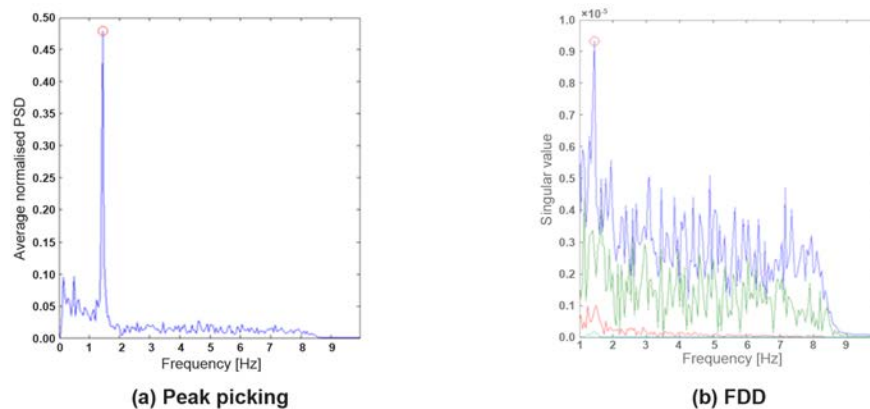 0.50
0.45
0.40
0.35
0.30
0.25
0.20
0.15
0.10
0.05
0.00
Average normalised PSD
0 1 2 3 4 5 6 7 8 9
Frequency [Hz]
(a) Peak picking
×10⁻⁵
1.0
0.9
0.8
0.7
0.6
0.5
0.4
0.3
0.2
0.1
0.0
Singular value
1 2 3 4 5 6 7 8 9
Frequency [Hz]
(b) FDD